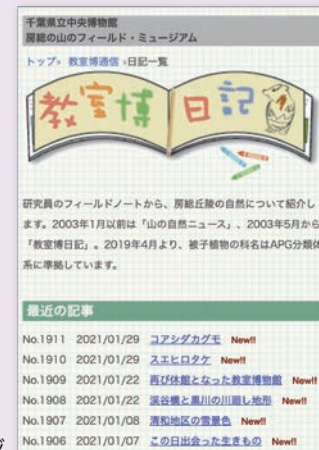 千葉県立中央博物館
房総の山のフィールド・ミュージアム
トップ» 教室博通信 »日記一覧
教室博日記
研究員のフィールドノートから、房総丘陵の自然について紹介し
ます。2003年1月以前は「山の自然ニュース」、2003年5月から
「教室博日記」。2019年4月より、被子植物の科名はAPG分類体
系に準拠しています。
最近の記事
No.1911 2021/01/29 コアシダカグモ New!!
No.1910 2021/01/29 スエヒロタケ New!!
No.1909 2021/01/22 再び休館となった教室博物館 New!!
No.1908 2021/01/22 渓谷橋と黒川の川廻し地形 New!!
No.1907 2021/01/08 清和地区の雪景色 New!!
No.1906 2021/01/07 この日出会った生きもの New!!